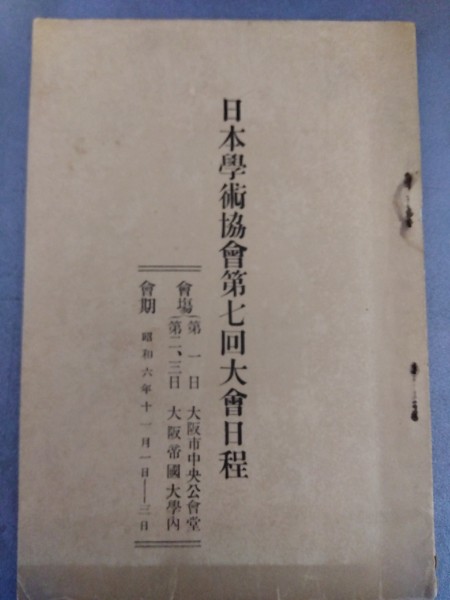 日本學術協會第七回大會日程
會場(第一日 大阪市中央公會堂
(第二、三日 大阪帝國大學內
會期 昭和六年十一月一日——三日